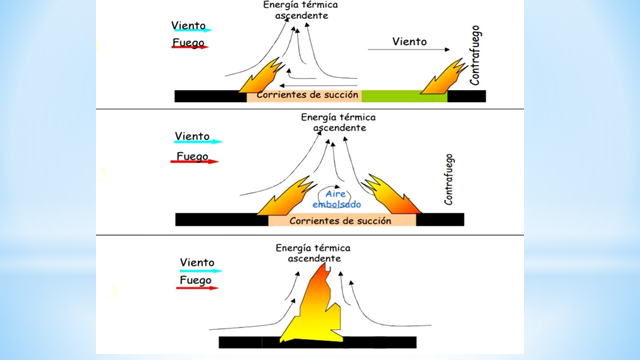 Energía térmica
ascendente
Viento
Fuego
Viento
Contrafuego
Corrientes de succión
Energía térmica
ascendente
Viento
Fuego
Contrafuego
Aire
embolsado
Corrientes de succión
Energía térmica
ascendente
Viento
Fuego